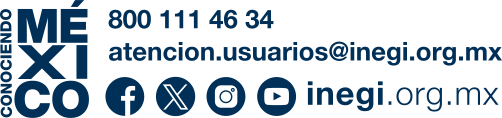 CONOCIENDO
MÉ
XI
CO
800 111 46 34
atencion.usuarios@inegi.org.mx
inegi.org.mx